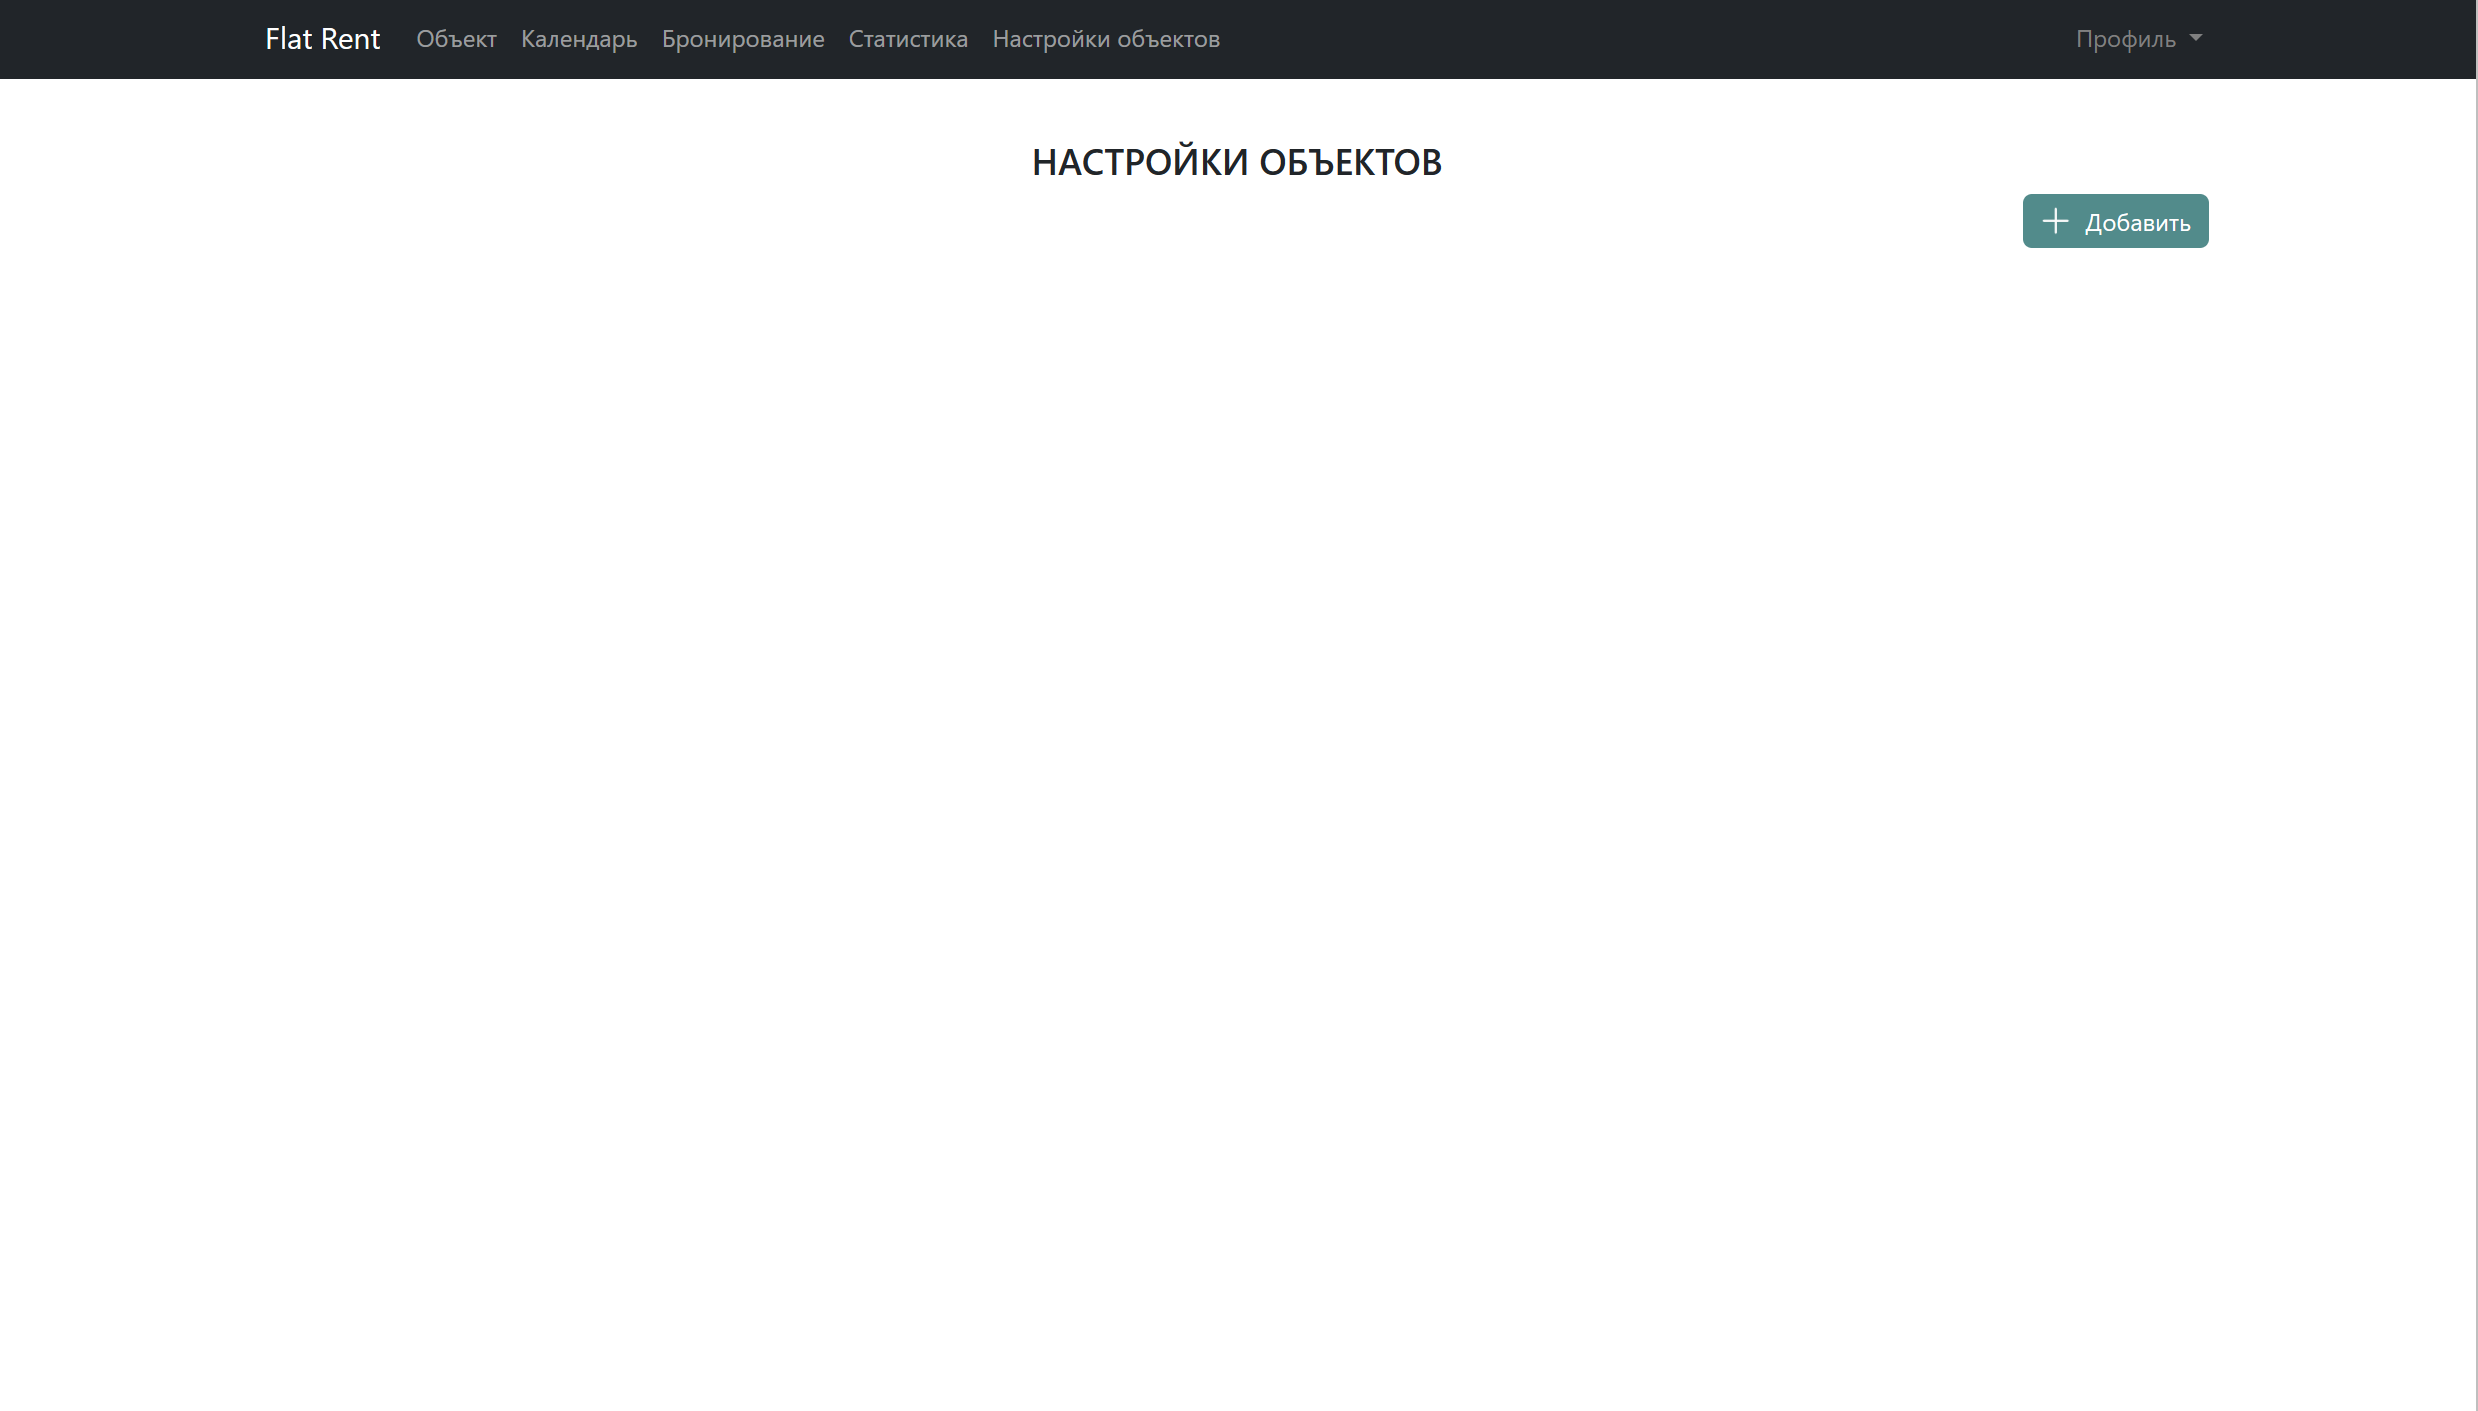 Flat Rent Объект Календарь Бронирование Статистика Настройки объектов Профиль
НАСТРОЙКИ ОБЪЕКТОВ
Добавить